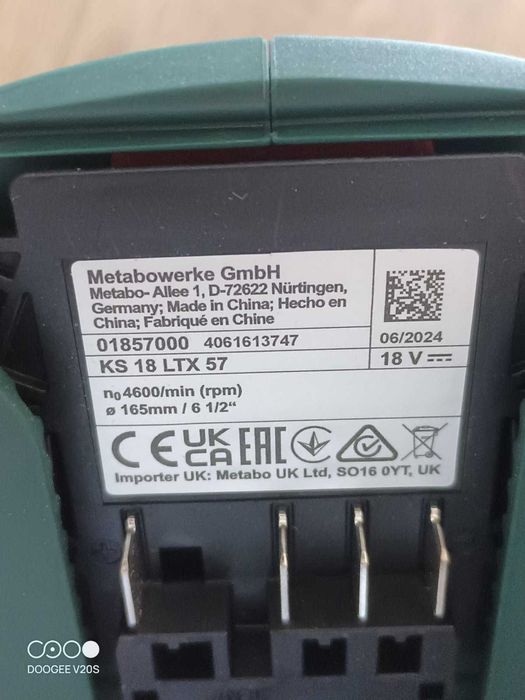 Metabowerke GmbH
Metabo- Allee 1, D-72622 Nürtingen,
Germany; Made in China; Hecho en
China; Fabriqué en Chine
01857000 4061613747
06/2024
KS 18 LTX 57
18 V
n0 4600/min (rpm)
ø 165mm / 6 1/2“
CE UK CA EAC
Importer UK: Metabo UK Ltd, SO16 0YT, UK
DOOGEE V20S